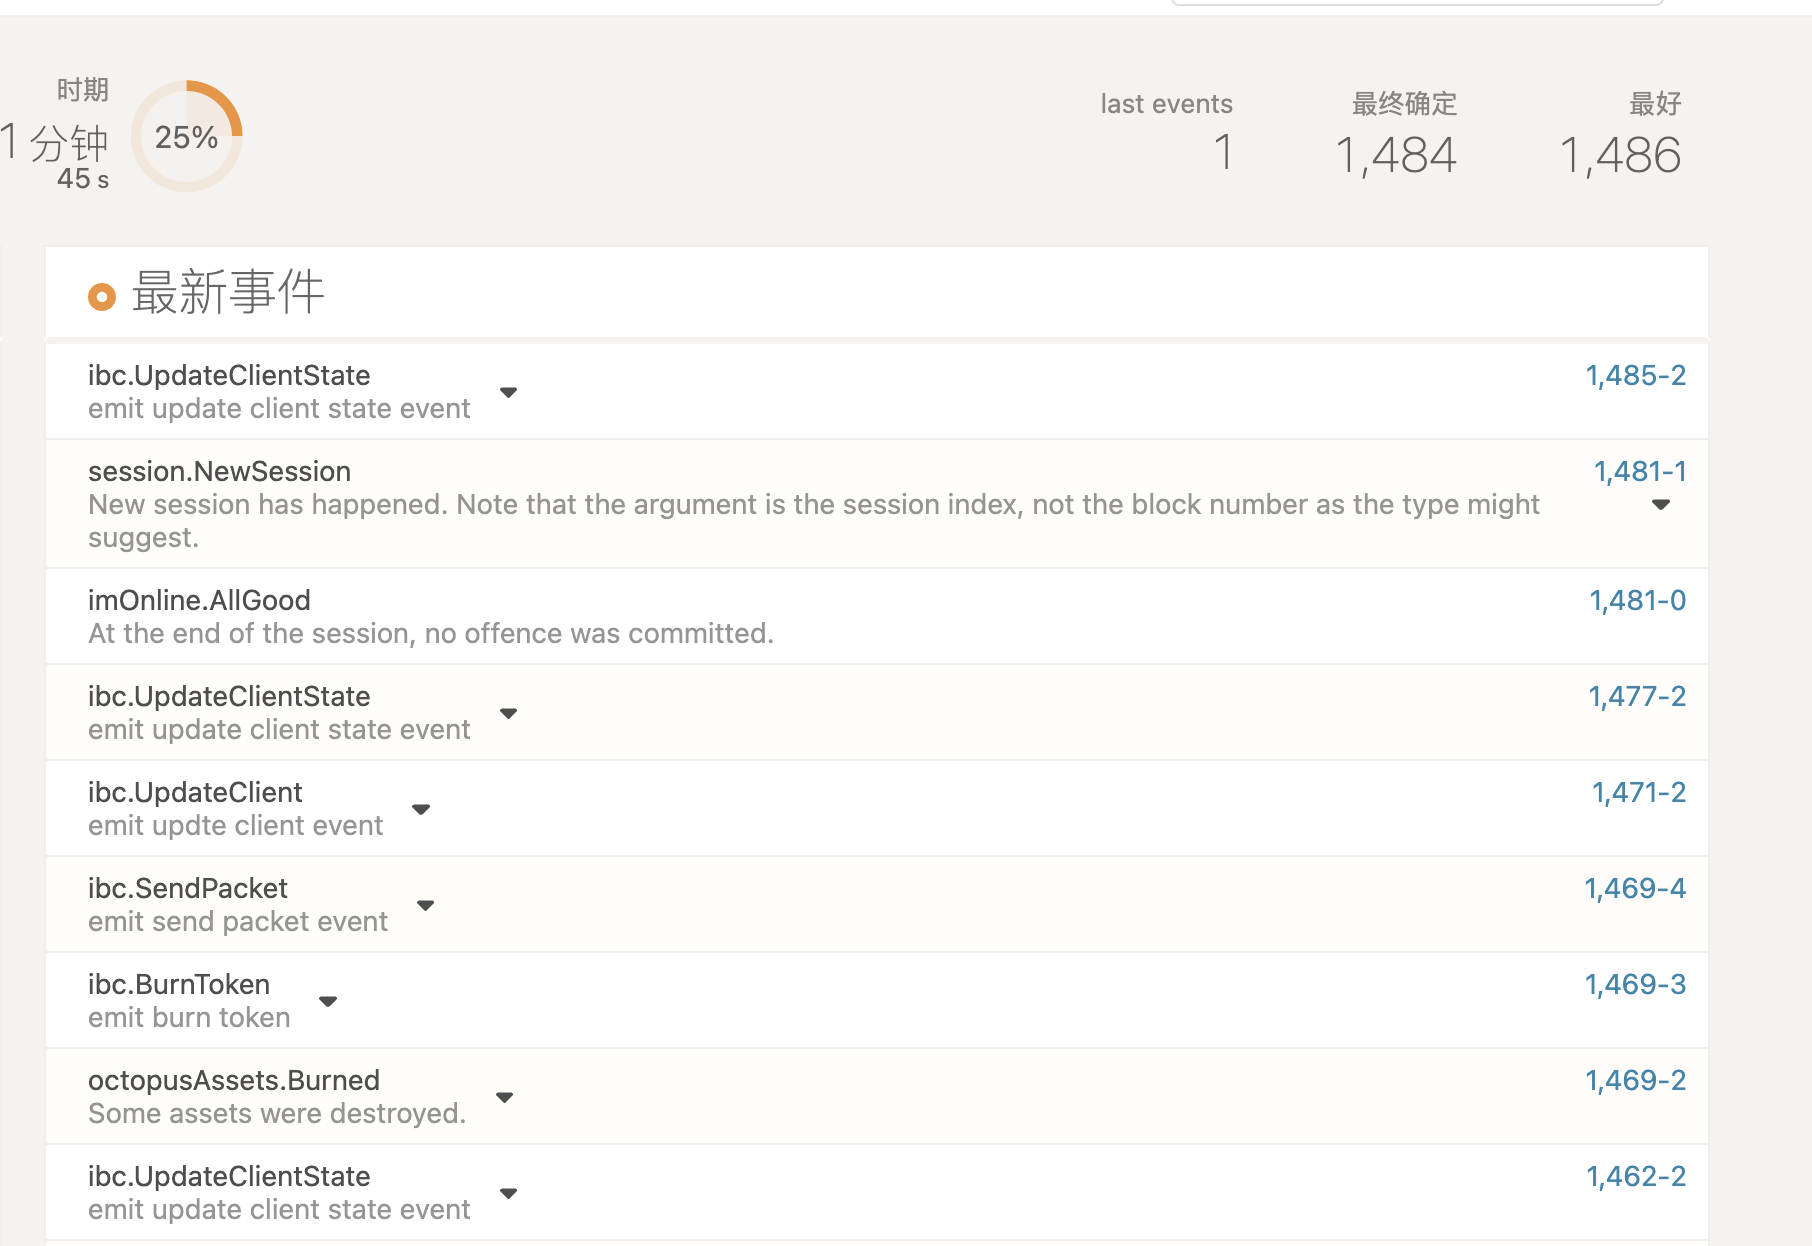 时期
1 分钟
45 s
25%
last events
1
最终确定
1,484
最好
1,486
最新事件
ibc.UpdateClientState
emit update client state event
1,485-2
session.NewSession
New session has happened. Note that the argument is the session index, not the block number as the type might
suggest.
1,481-1
imOnline.AllGood
At the end of the session, no offence was committed.
1,481-0
ibc.UpdateClientState
emit update client state event
1,477-2
ibc.UpdateClient
emit updte client event
1,471-2
ibc.SendPacket
emit send packet event
1,469-4
ibc.BurnToken
emit burn token
1,469-3
octopusAssets.Burned
Some assets were destroyed.
1,469-2
ibc.UpdateClientState
emit update client state event
1,462-2